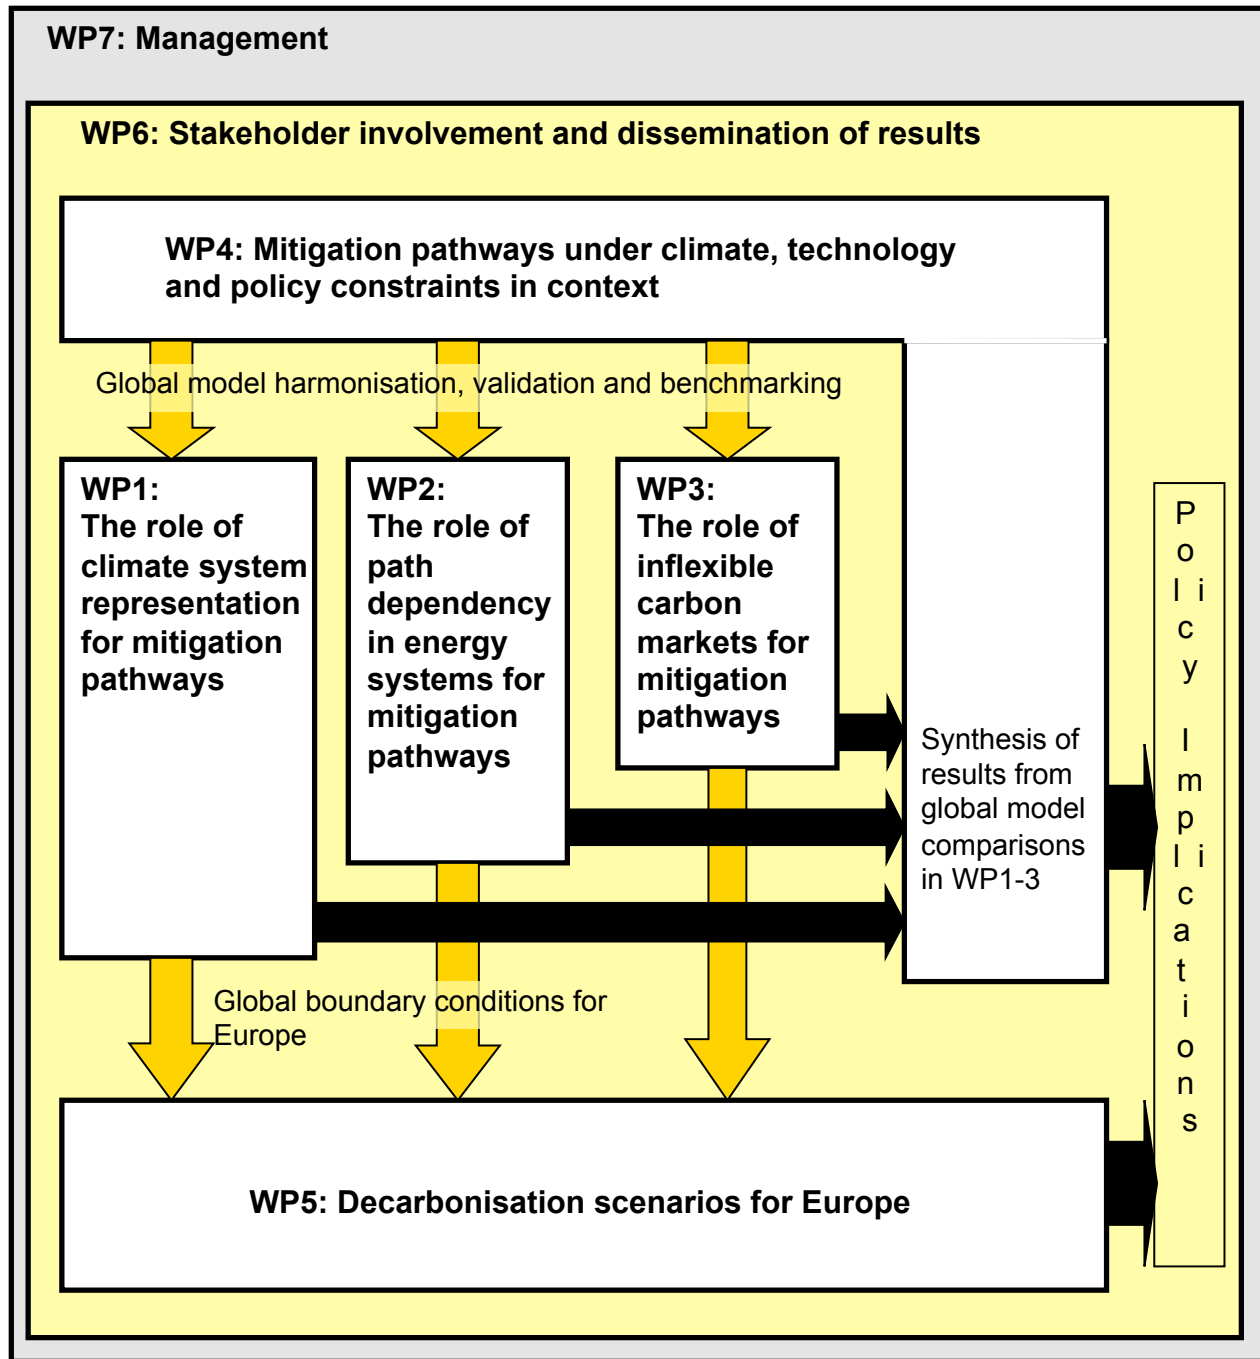 WP7: Management
WP6: Stakeholder involvement and dissemination of results
WP4: Mitigation pathways under climate, technology
and policy constraints in context
Global model harmonisation, validation and benchmarking
WP1:
The role of
climate system
representation
for mitigation
pathways
WP2:
The role of
path
dependency
in energy
systems for
mitigation
pathways
WP3:
The role of
inflexible
carbon
markets for
mitigation
pathways
Synthesis of
results from
global model
comparisons
in WP1-3
Global boundary conditions for
Europe
WP5: Decarbonisation scenarios for Europe
P
o
l i
c
y
I
m
p
l i
c
a
t
i
o
n
s